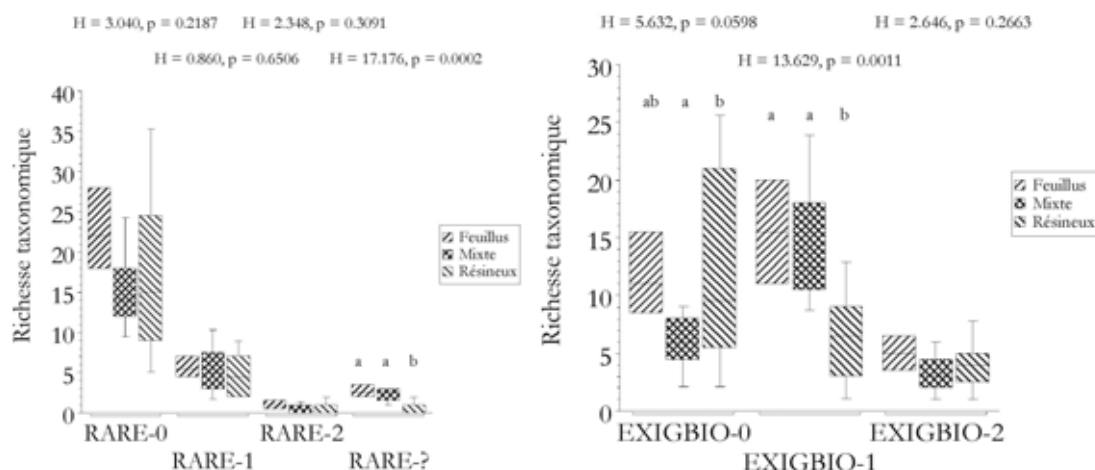 H = 3.040, p = 0.2187 H = 2.348, p = 0.3091
H = 0.860, p = 0.6506 H = 17.176, p = 0.0002
Richesse taxonomique
40
35
30
25
20
15
10
5
0
a a b
Feuillus
Mixte
Résineux
RARE-0 RARE-2
RARE-1 RARE-?
H = 5.632, p = 0.0598 H = 2.646, p = 0.2663
H = 13.629, p = 0.0011
Richesse taxonomique
30
25
20
15
10
5
0
ab a b a a b
Feuillus
Mixte
Résineux
EXIGBIO-0 EXIGBIO-2
EXIGBIO-1